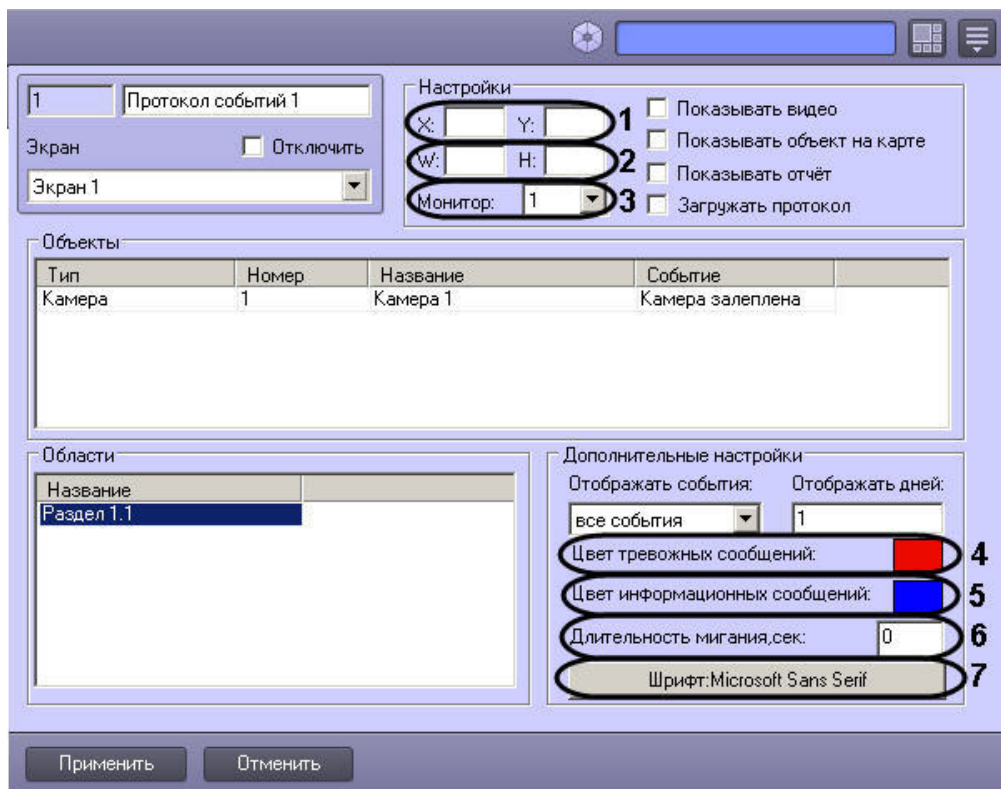 1 Протокол событий 1
Экран Отключить
Экран 1
Настройки
X: Y: 1
W: H: 2
Монитор: 1 3
Показывать видео
Показывать объект на карте
Показывать отчёт
Загружать протокол
Объекты
Тип Номер Название Событие
Камера 1 Камера 1 Камера залеплена
Области
Название
Раздел 1.1
Дополнительные настройки
Отображать события: Отображать дней:
все события 1
Цвет тревожных сообщений: 4
Цвет информационных сообщений: 5
Длительность мигания,сек: 0 6
Шрифт:Microsoft Sans Serif 7
Применить Отменить